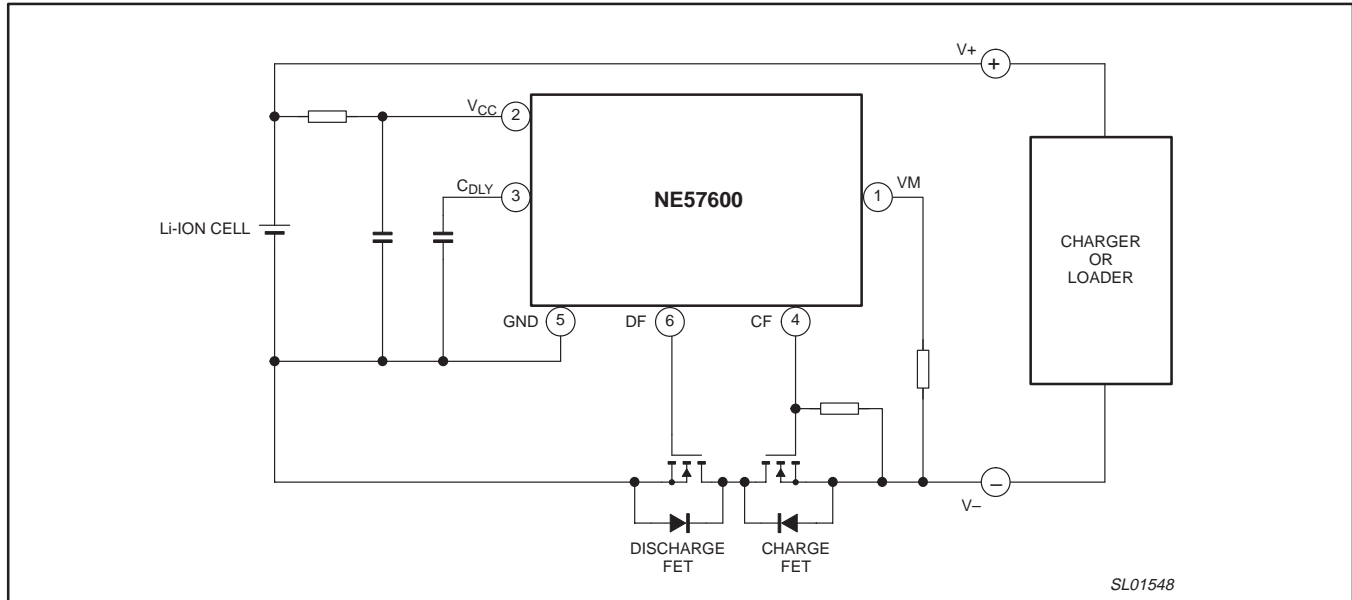 V+
+
VCC
2
CDLY
3
NE57600
1
VM
Li-ION CELL
CHARGER
OR
LOADER
GND
5
DF
6
CF
4
–
V–
DISCHARGE
FET
CHARGE
FET
SL01548